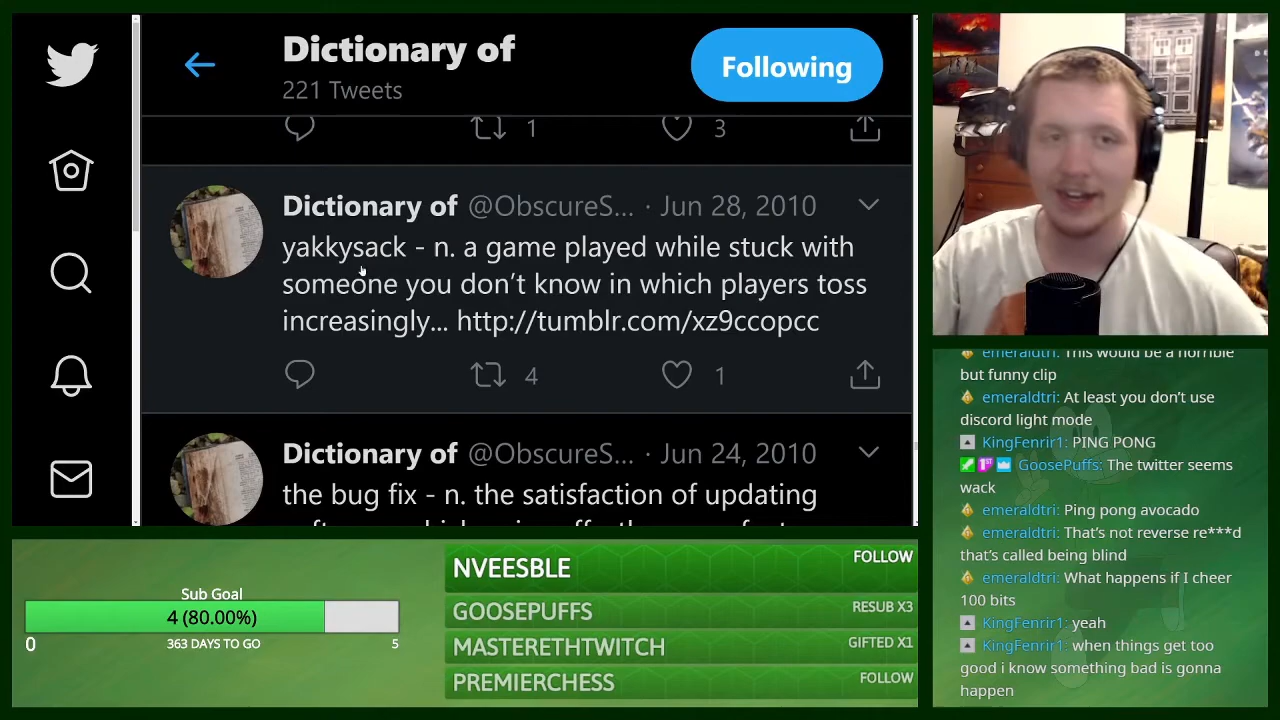 Dictionary of
221 Tweets
Following
1
3
Dictionary of @ObscureS... · Jun 28, 2010
yakkysack - n. a game played while stuck with
someone you don’t know in which players toss
increasingly... http://tumblr.com/xz9ccopcc
4
1
Dictionary of @ObscureS... · Jun 24, 2010
the bug fix - n. the satisfaction of updating
emeraldtri: This would be a horrible
but funny clip
emeraldtri: At least you don’t use
discord light mode
KingFenrir1: PING PONG
GoosePuffs: The twitter seems
wack
emeraldtri: Ping pong avocado
emeraldtri: That’s not reverse re***d
that’s called being blind
emeraldtri: What happens if I cheer
100 bits
KingFenrir1: yeah
KingFenrir1: when things get too
good i know something bad is gonna
happen
Sub Goal
4 (80.00%)
0
363 DAYS TO GO
5
NVEESBLE FOLLOW
GOOSEPUFFS RESUB X3
MASTERETHTWITCH GIFTED X1
PREMIERCHESS FOLLOW